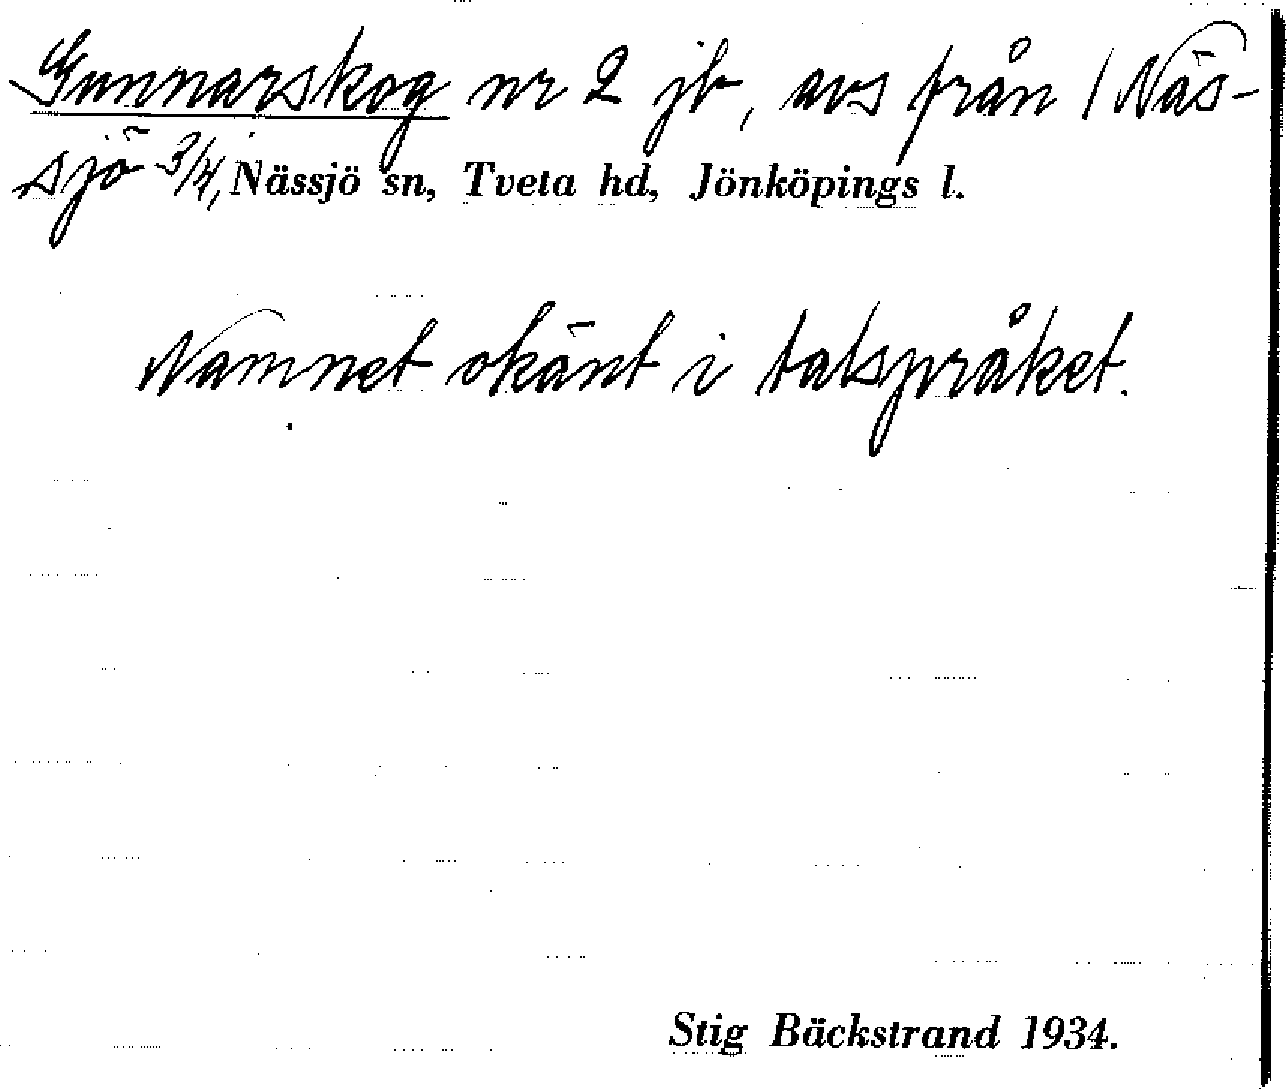 Gunnarskog nr 2 jb, avs från 1 Näs-
sjö 3/4, Nässjö sn, Tveta hd, Jönköpings l.
Namnet okänt i talspråket.
Stig Bäckstrand 1934.